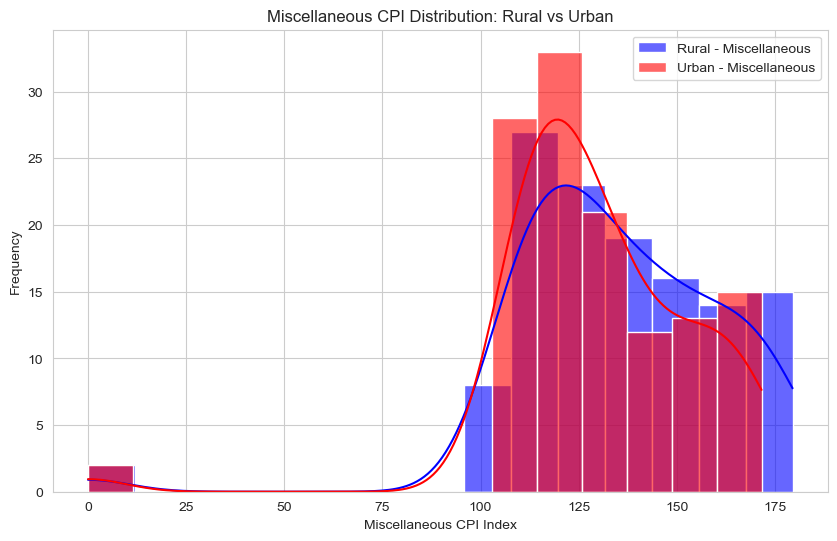 Miscellaneous CPI Distribution: Rural vs Urban
Rural - Miscellaneous
Urban - Miscellaneous
Frequency
30
25
20
15
10
5
0
0 25 50 75 100 125 150 175
Miscellaneous CPI Index